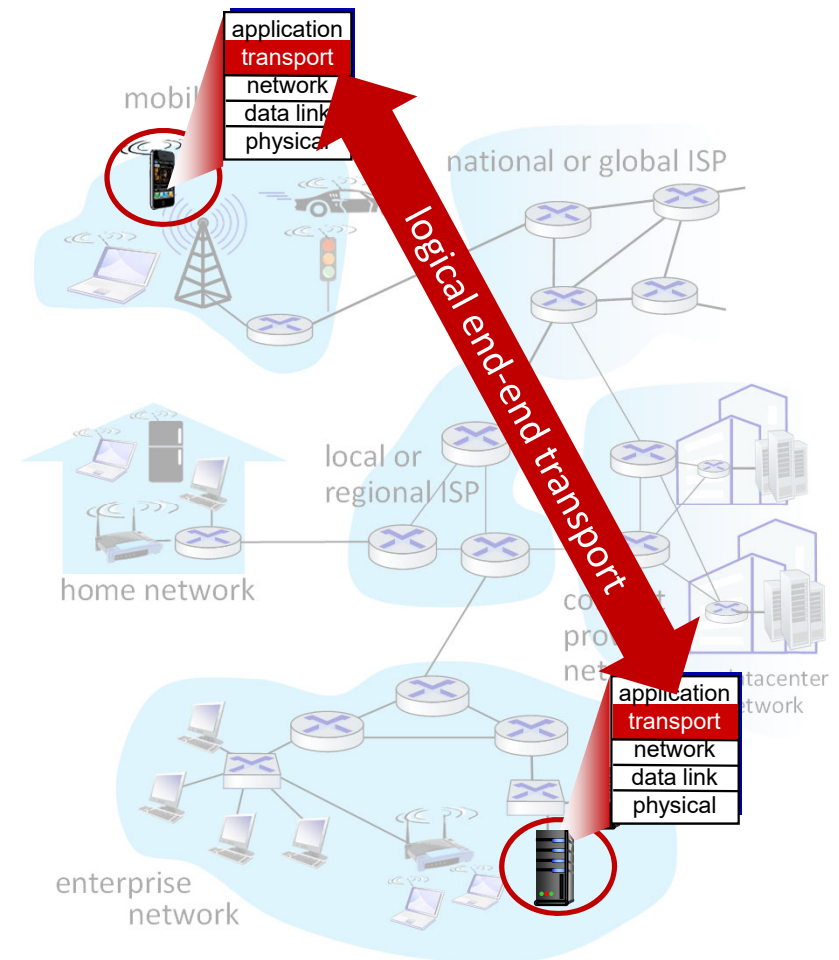 application
transport
network
data link
physical
national or global ISP
logical end-end transport
local or
regional ISP
home network
application
transport
network
data link
physical
enterprise
network